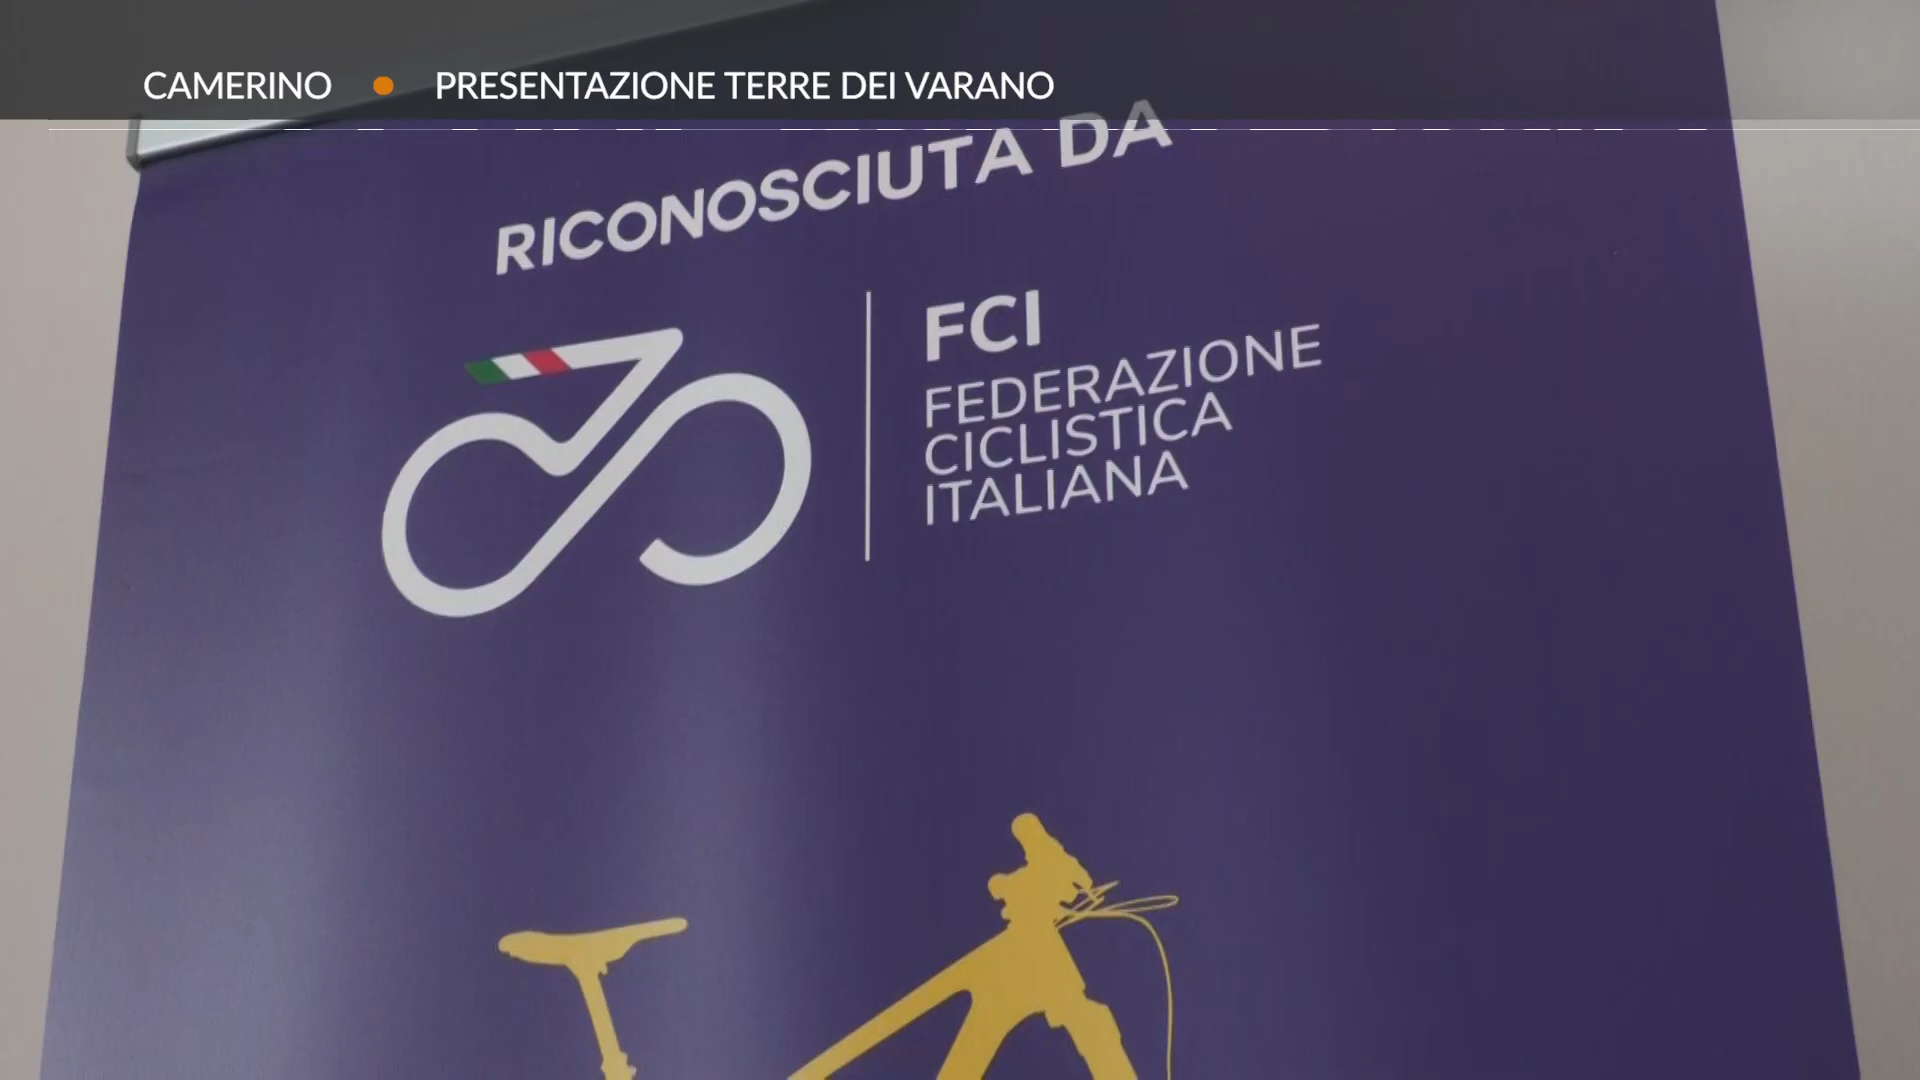 CAMERINO • PRESENTAZIONE TERRE DEI VARANO
RICONOSCIUTA DA
FCI
FEDERAZIONE
CICLISTICA
ITALIANA